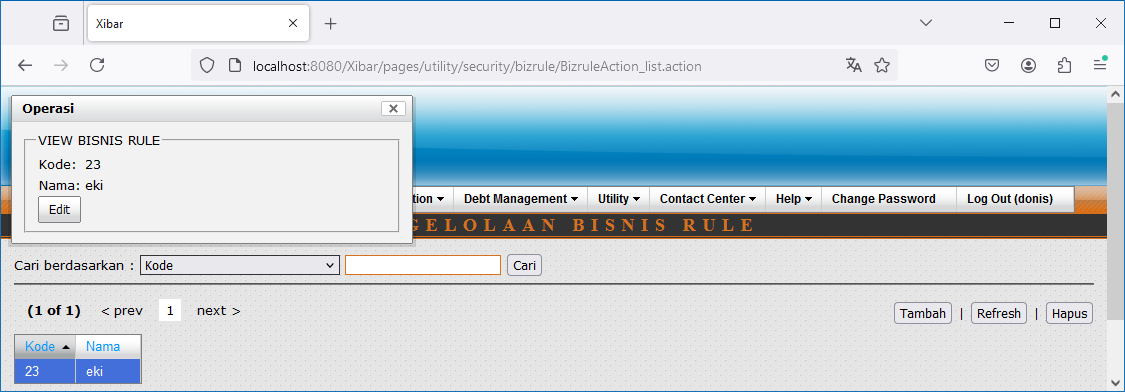 Xibar
localhost:8080/Xibar/pages/utility/security/bizrule/BizruleAction_list.action
Operasi
VIEW BISNIS RULE
Kode: 23
Nama: eki
Edit
tion Debt Management Utility Contact Center Help Change Password Log Out (donis)
GELOLAAN BISNIS RULE
Cari berdasarkan : Kode Cari
(1 of 1) < prev 1 next > Tambah | Refresh | Hapus
Kode Nama
23 eki